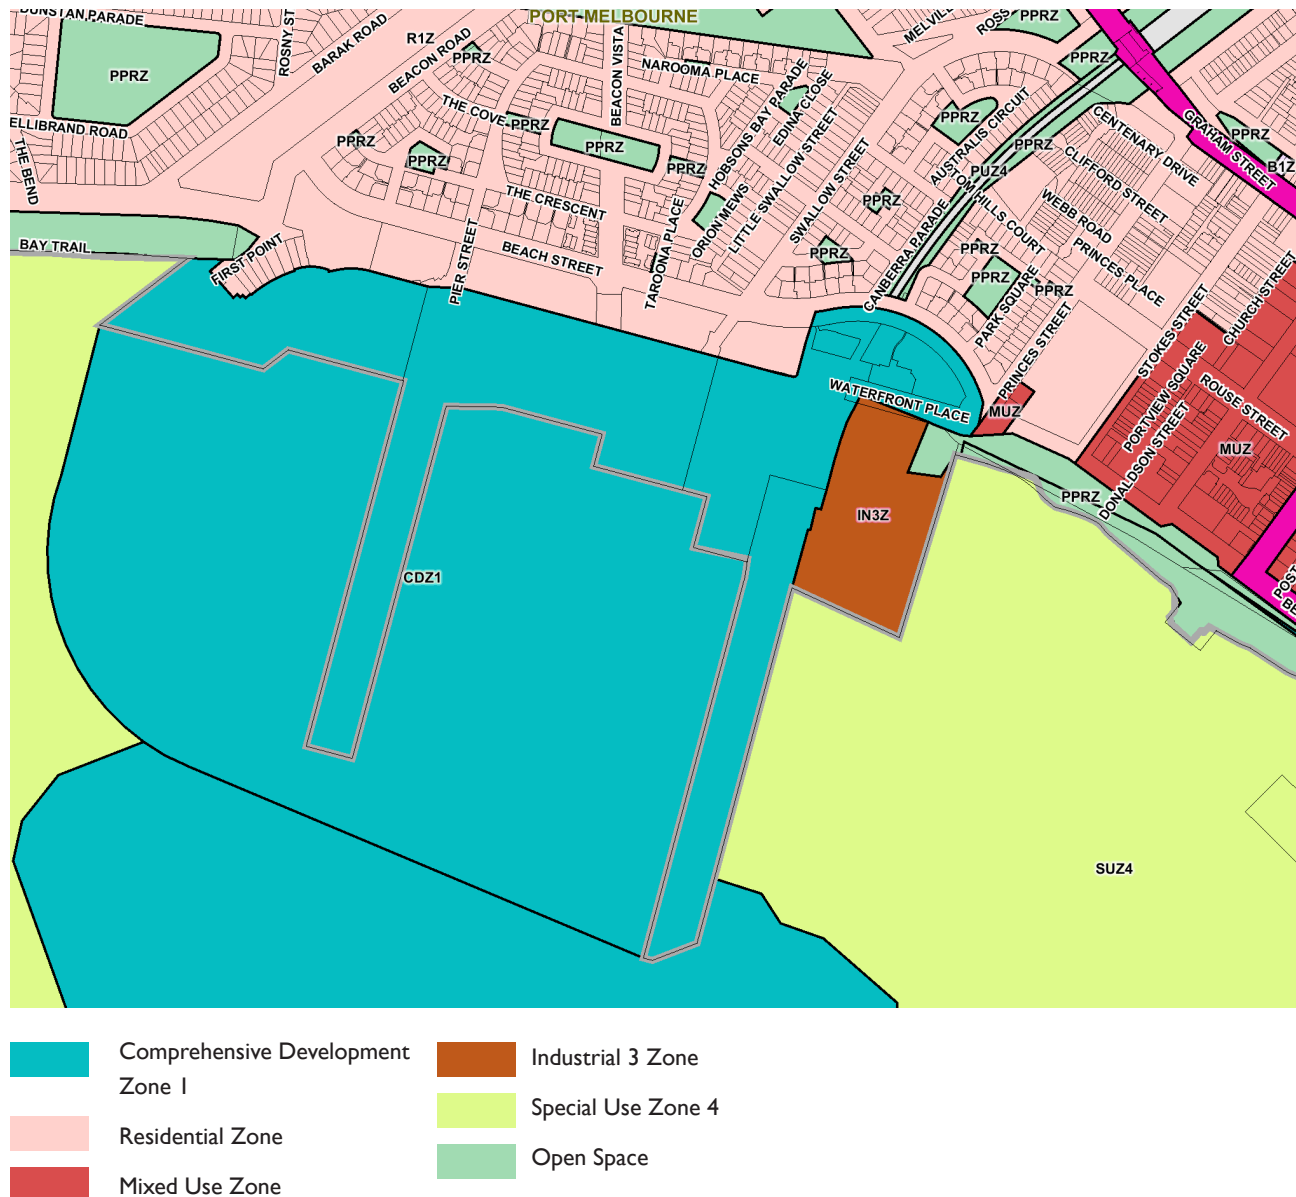 DUNSTAN PARADE
PORT MELBOURNE
PPRZ
ROSS
MELVIL
ROSNY ST
BARAK ROAD
R1Z
BEACON ROAD
PPRZ
BEACON VISTA
NAROOMA PLACE
PPRZ
PPRZ
HOBSONS BAY PARADE
EDINA CLOSE
THE COVE
PPRZ
ELLIBRAND ROAD
THE BEND
PPRZ
PPRZ
PPRZ
PPRZ
LITTLE SWALLOW STREET
SWALLOW STREET
PPRZ
AUSTRALIS CIRCUIT
PPRZ
CENTENARY DRIVE
GRAHAM STREET
PPRZ
B1Z
CLIFFORD STREET
PUZ4
TOM HILLS COURT
WEBB ROAD
PRINCES PLACE
THE CRESCENT
ORION MEWS
TAROONA PLACE
PPRZ
CANBERRA PARADE
BAY TRAIL
FIRST POINT
PIER STREET
BEACH STREET
PPRZ
PPRZ
PPRZ
PPRZ
PARK SQUARE
PRINCES STREET
STOKES STREET
CHURCH STREET
WATERFRONT PLACE
MUZ
PORTVIEW SQUARE
ROUSE STREET
DONALDSON STREET
MUZ
PPRZ
IN3Z
CDZ1
POST
BE
SUZ4
Comprehensive Development
Zone 1
Residential Zone
Mixed Use Zone
Industrial 3 Zone
Special Use Zone 4
Open Space